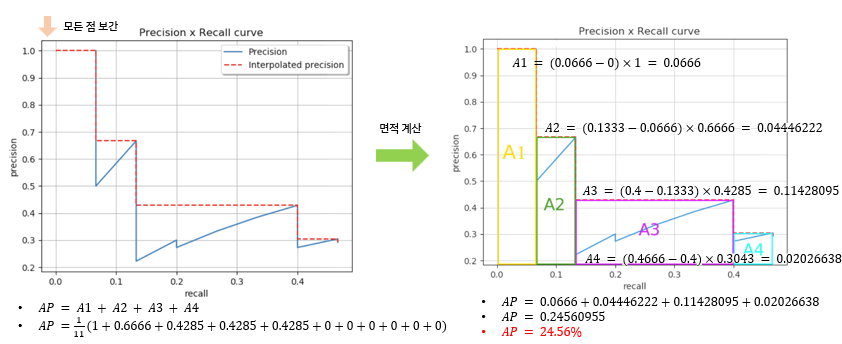 모든 점 보간
Precision x Recall curve
Precision
Interpolated precision
1.0
0.9
0.8
0.7
0.6
0.5
0.4
0.3
0.2
precision
0.0
0.1
0.2
0.3
0.4
recall
• AP = A1 + A2 + A3 + A4
• AP = 1/11 (1 + 0.6666 + 0.4285 + 0.4285 + 0.4285 + 0 + 0 + 0 + 0 + 0 + 0)
면적 계산
Precision x Recall curve
1.0
0.9
0.8
0.7
0.6
0.5
0.4
0.3
0.2
precision
A1 = (0.0666 − 0) × 1 = 0.0666
A2 = (0.1333 − 0.0666) × 0.6666 = 0.04446222
A1
A3 = (0.4 − 0.1333) × 0.4285 = 0.11428095
A2
A3
A4
A4 = (0.4666 − 0.4) × 0.3043 = 0.02026638
0.0
0.1
0.2
0.3
0.4
recall
• AP = 0.0666 + 0.04446222 + 0.11428095 + 0.02026638
• AP = 0.24560955
• AP = 24.56%